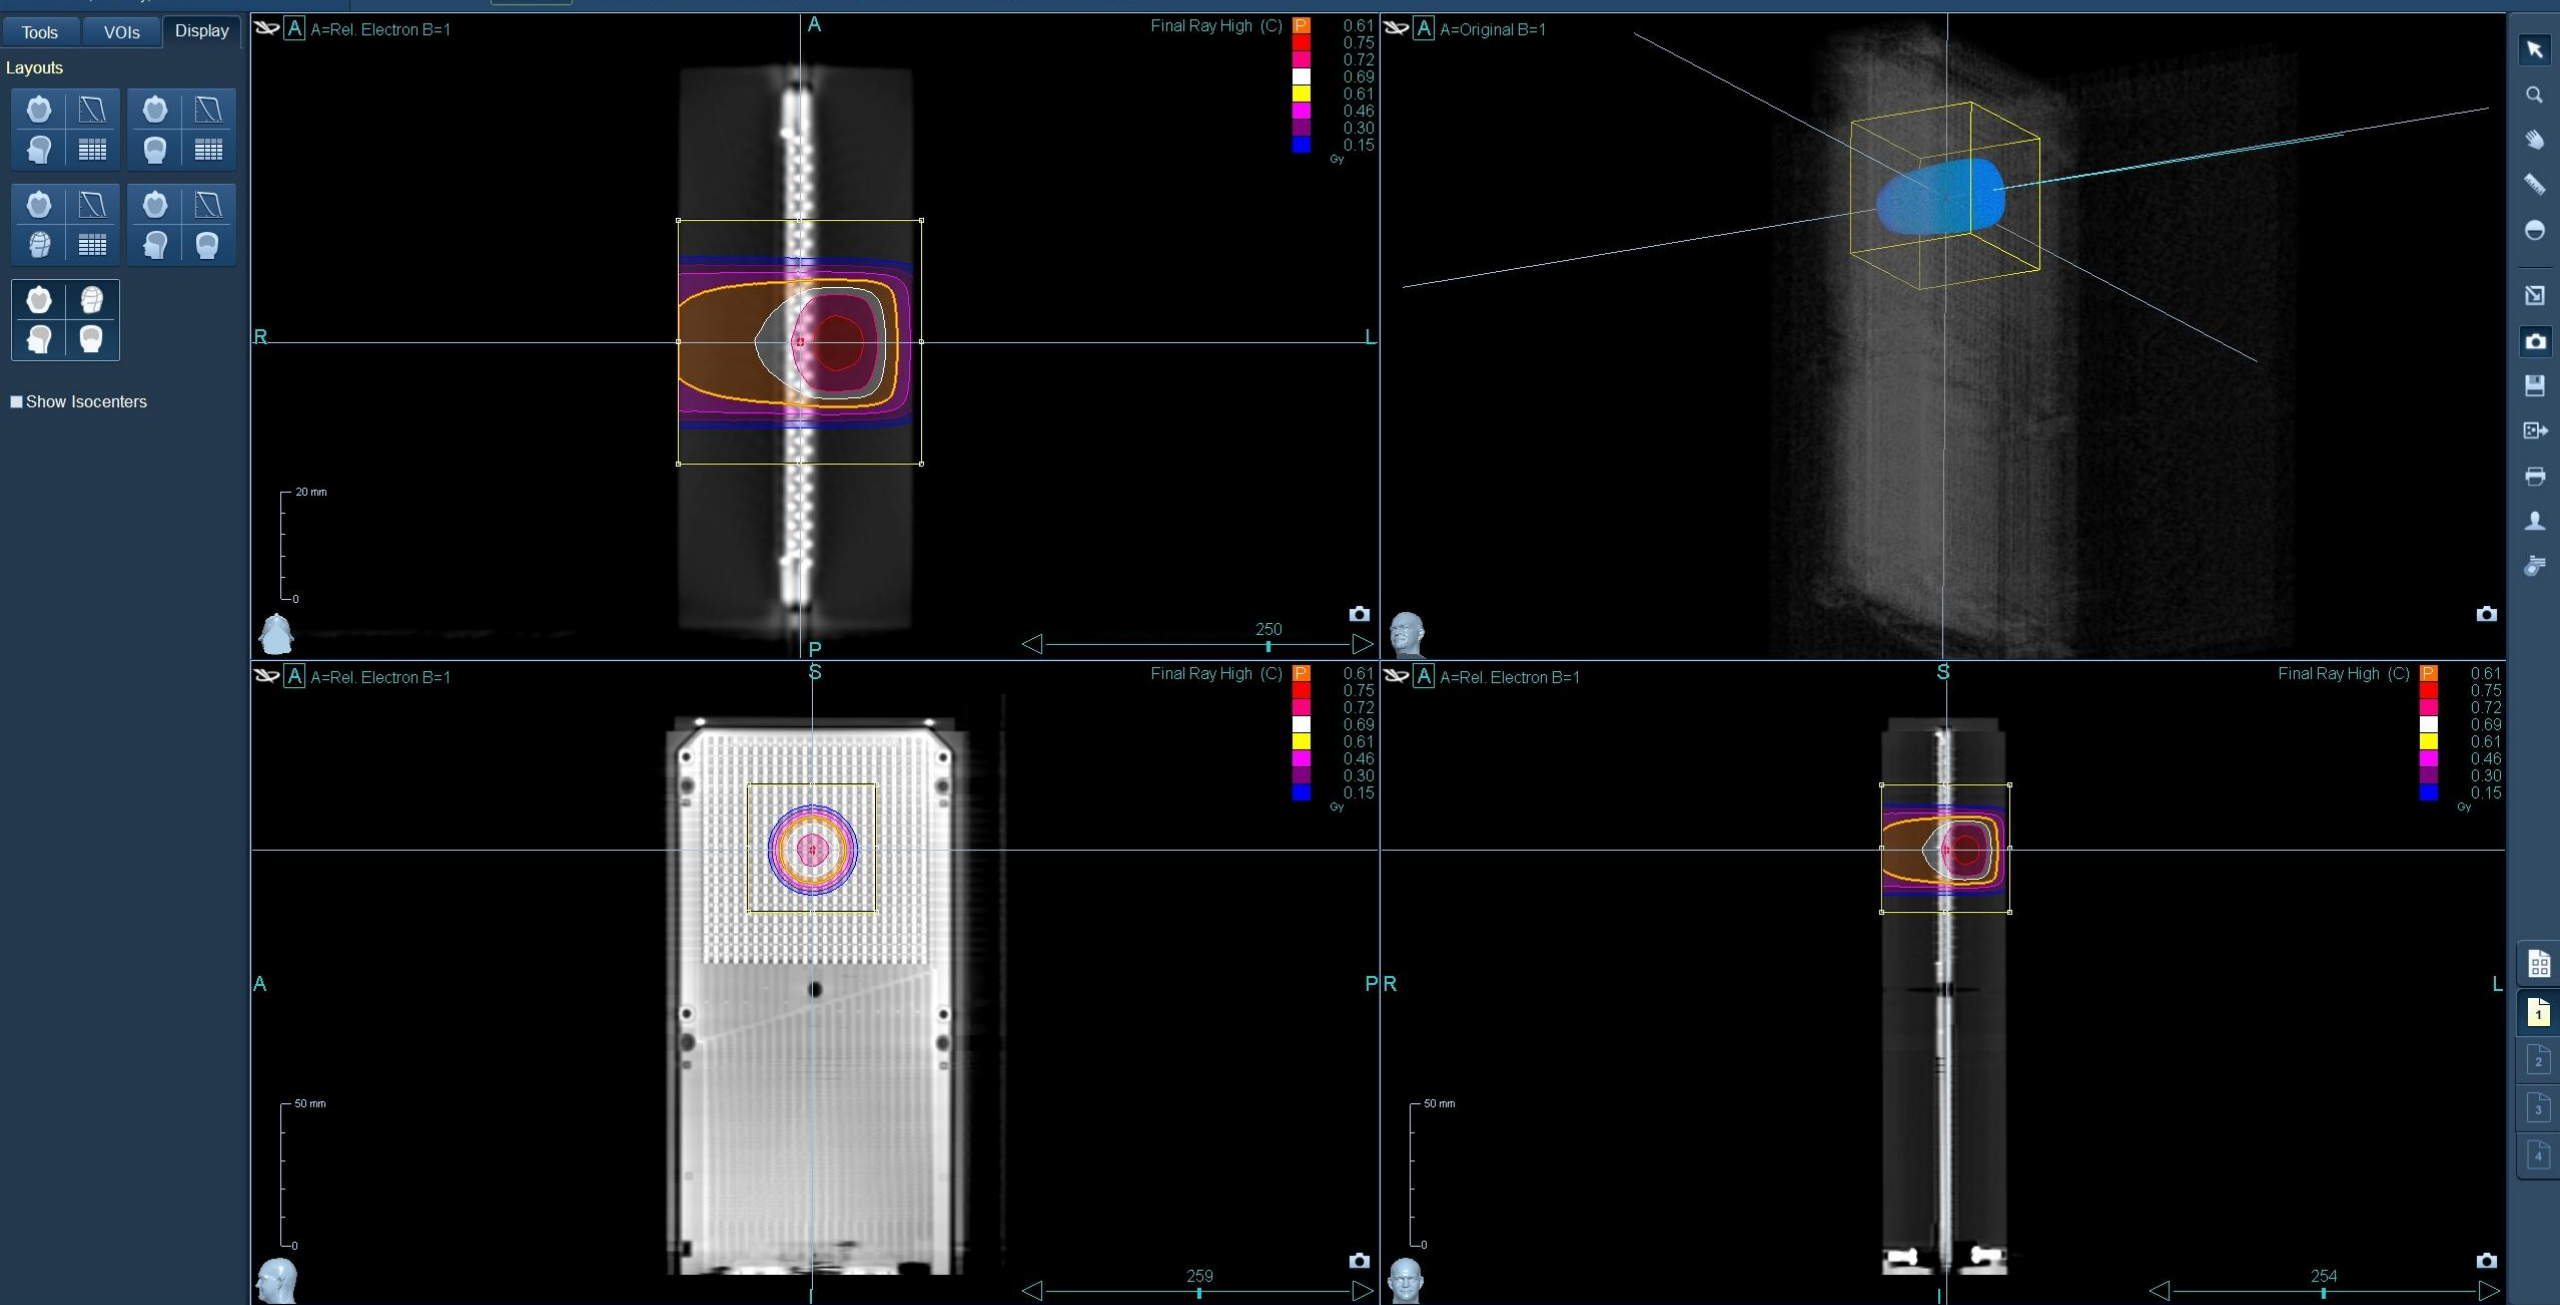 Tools
VOIs
Display
Layouts
Show Isocenters
A
A=Rel. Electron B=1
A
Final Ray High (C)
P 0.61
0.75
0.72
0.69
0.61
0.46
0.30
0.15
Gy
R
L
20 mm
0
P
250
A
A=Original B=1
A
A=Rel. Electron B=1
S
Final Ray High (C)
P 0.61
0.75
0.72
0.69
0.61
0.46
0.30
0.15
Gy
A
P
50 mm
0
I
259
A
A=Rel. Electron B=1
S
Final Ray High (C)
P 0.61
0.75
0.72
0.69
0.61
0.46
0.30
0.15
Gy
R
L
50 mm
0
I
254
1
2
3
4